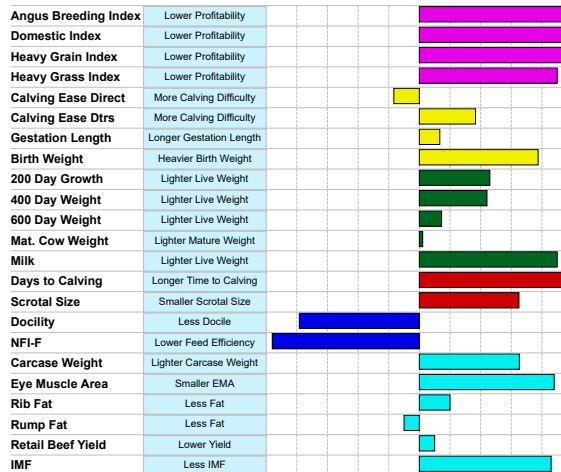 Angus Breeding Index Lower Profitability
Domestic Index Lower Profitability
Heavy Grain Index Lower Profitability
Heavy Grass Index Lower Profitability
Calving Ease Direct More Calving Difficulty
Calving Ease Dtrs More Calving Difficulty
Gestation Length Longer Gestation Length
Birth Weight Heavier Birth Weight
200 Day Growth Lighter Live Weight
400 Day Weight Lighter Live Weight
600 Day Weight Lighter Live Weight
Mat. Cow Weight Lighter Mature Weight
Milk Lighter Live Weight
Days to Calving Longer Time to Calving
Scrotal Size Smaller Scrotal Size
Docility Less Docile
NFI-F Lower Feed Efficiency
Carcase Weight Lighter Carcase Weight
Eye Muscle Area Smaller EMA
Rib Fat Less Fat
Rump Fat Less Fat
Retail Beef Yield Lower Yield
IMF Less IMF